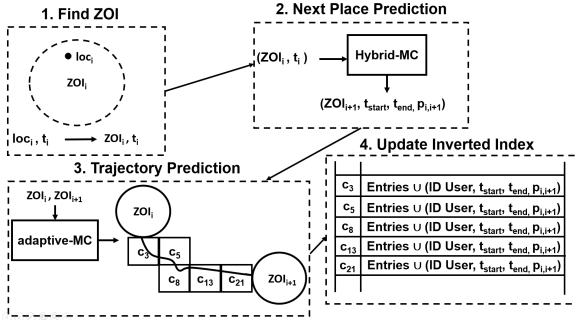 1. Find ZOI
loc_i
ZOI_i
loc_i, t_i
ZOI_i, t_i
2. Next Place Prediction
(ZOI_i, t_i )
Hybrid-MC
(ZOI_i+1, t_start, t_end, p_i,i+1)
3. Trajectory Prediction
ZOI_i, ZOI_i+1
adaptive-MC
ZOI_i
c_3 c_5
c_8 c_13 c_21
ZOI_i+1
4. Update Inverted Index
c_3 Entries ∪ (ID User, t_start, t_end, p_i,i+1)
c_5 Entries ∪ (ID User, t_start, t_end, p_i,i+1)
c_8 Entries ∪ (ID User, t_start, t_end, p_i,i+1)
c_13 Entries ∪ (ID User, t_start, t_end, p_i,i+1)
c_21 Entries ∪ (ID User, t_start, t_end, p_i,i+1)